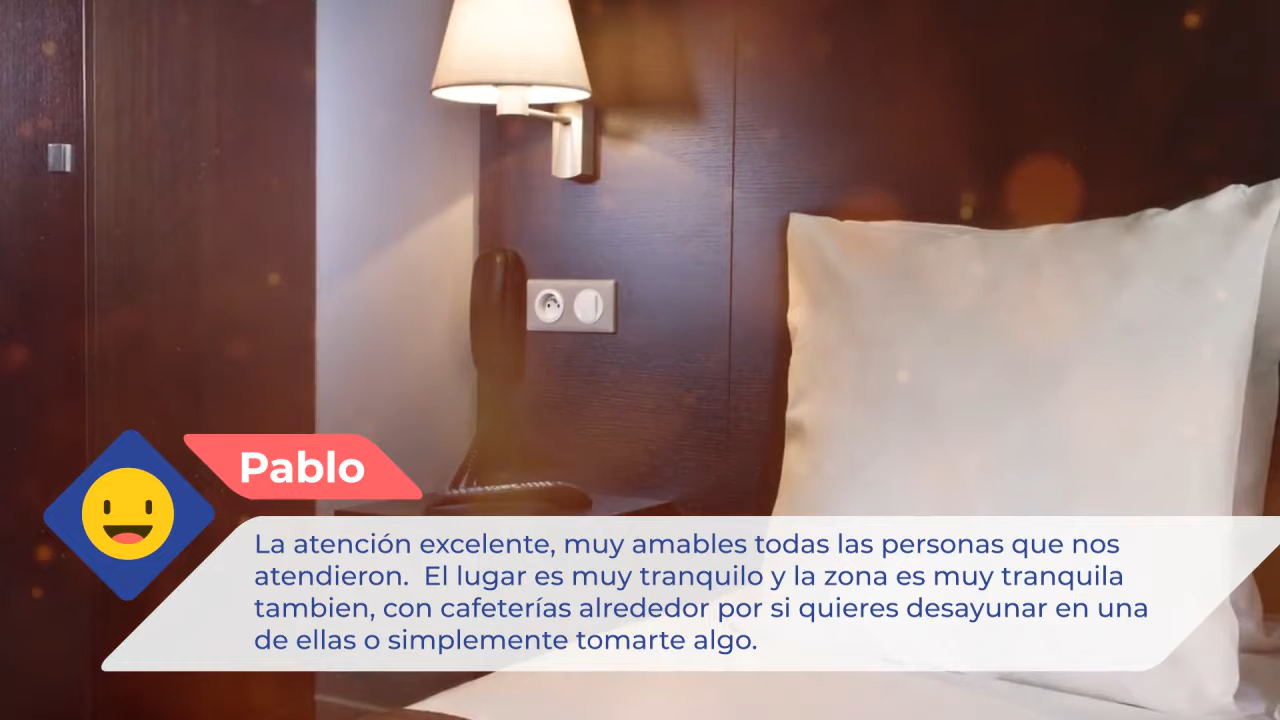 Pablo
La atención excelente, muy amables todas las personas que nos
atendieron.  El lugar es muy tranquilo y la zona es muy tranquila
tambien, con cafeterías alrededor por si quieres desayunar en una
de ellas o simplemente tomarte algo.